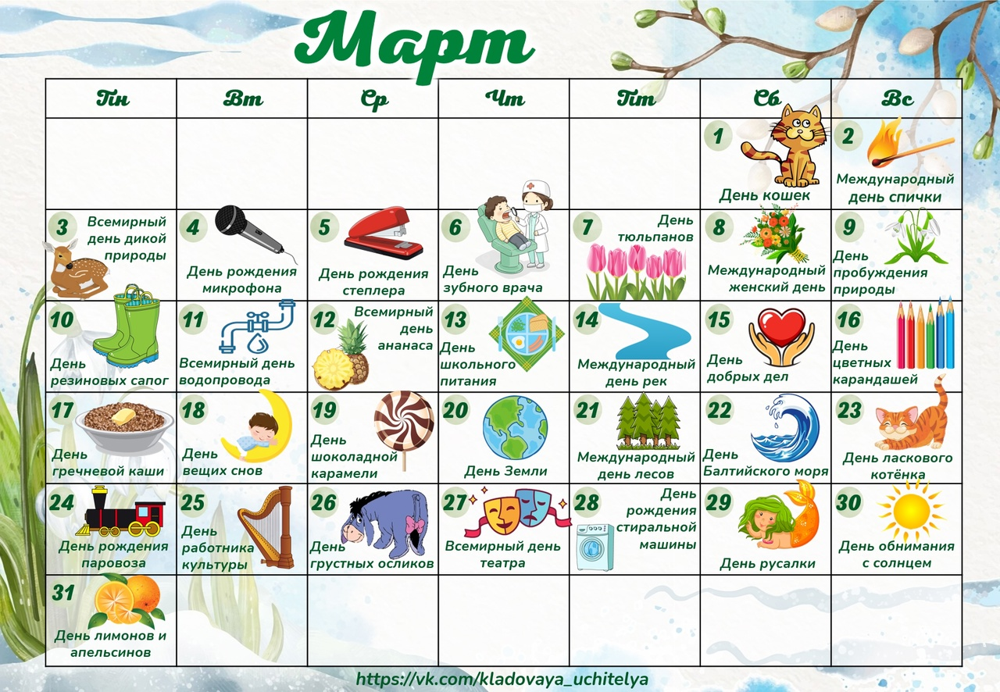 Март
Пн Вт Ср Чт Пт Сб Вс
1
День кошек
2
Международный
день спички
3
Всемирный
день дикой
природы
4
День рождения
микрофона
5
День рождения
степлера
6
День
зубного врача
7
День
тюльпанов
8
Международный
женский день
9
День
пробуждения
природы
10
День
резиновых сапог
11
Всемирный день
водопровода
12
Всемирный
день
ананаса
13
День
школьного
питания
14
Международный
день рек
15
День
добрых дел
16
День
цветных
карандашей
17
День
гречневой каши
18
День
вещих снов
19
День
шоколадной
карамели
20
День Земли
21
Международный
день лесов
22
День
Балтийского моря
23
День ласкового
котёнка
24
День рождения
паровоза
25
День
работника
культуры
26
День
грустных осликов
27
Всемирный день
театра
28
День
рождения
стиральной
машины
29
День русалки
30
День обнимания
с солнцем
31
День лимонов и
апельсинов
https://vk.com/kladovaya_uchitelya